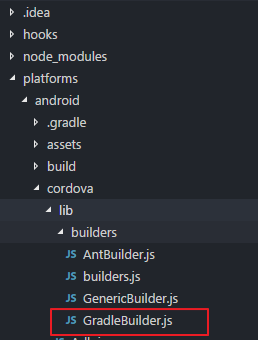 .idea
hooks
node_modules
platforms
android
.gradle
assets
build
cordova
lib
builders
JS AntBuilder.js
JS builders.js
JS GenericBuilder.js
JS GradleBuilder.js